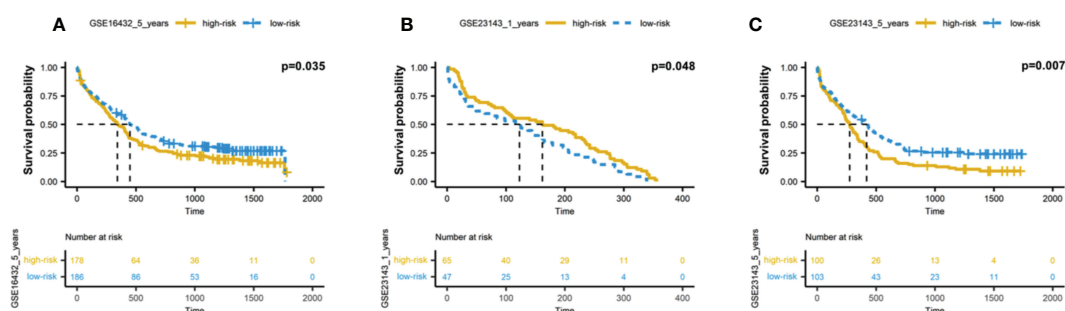 A
GSE16432_5_years high-risk low-risk
p=0.035
Survival probability
1.00
0.75
0.50
0.25
0.00
0 500 1000 1500 2000
Time
GSE16432_5_years
Number at risk
high-risk 178 64 36 11 0
low-risk 186 86 53 16 0
0 500 1000 1500 2000
Time
B
GSE23143_1_years high-risk low-risk
p=0.048
Survival probability
1.00
0.75
0.50
0.25
0.00
0 100 200 300 400
Time
GSE23143_1_years
Number at risk
high-risk 65 40 29 11 0
low-risk 47 25 13 4 0
0 100 200 300 400
Time
C
GSE23143_5_years high-risk low-risk
p=0.007
Survival probability
1.00
0.75
0.50
0.25
0.00
0 500 1000 1500 2000
Time
GSE23143_5_years
Number at risk
high-risk 100 26 13 4 0
low-risk 103 43 23 11 0
0 500 1000 1500 2000
Time